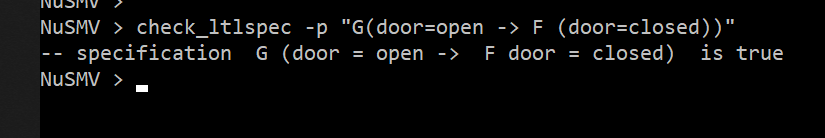 NuSMV >
NuSMV > check_ltlspec -p "G(door=open -> F (door=closed))"
-- specification  G (door = open ->  F door = closed)  is true
NuSMV >